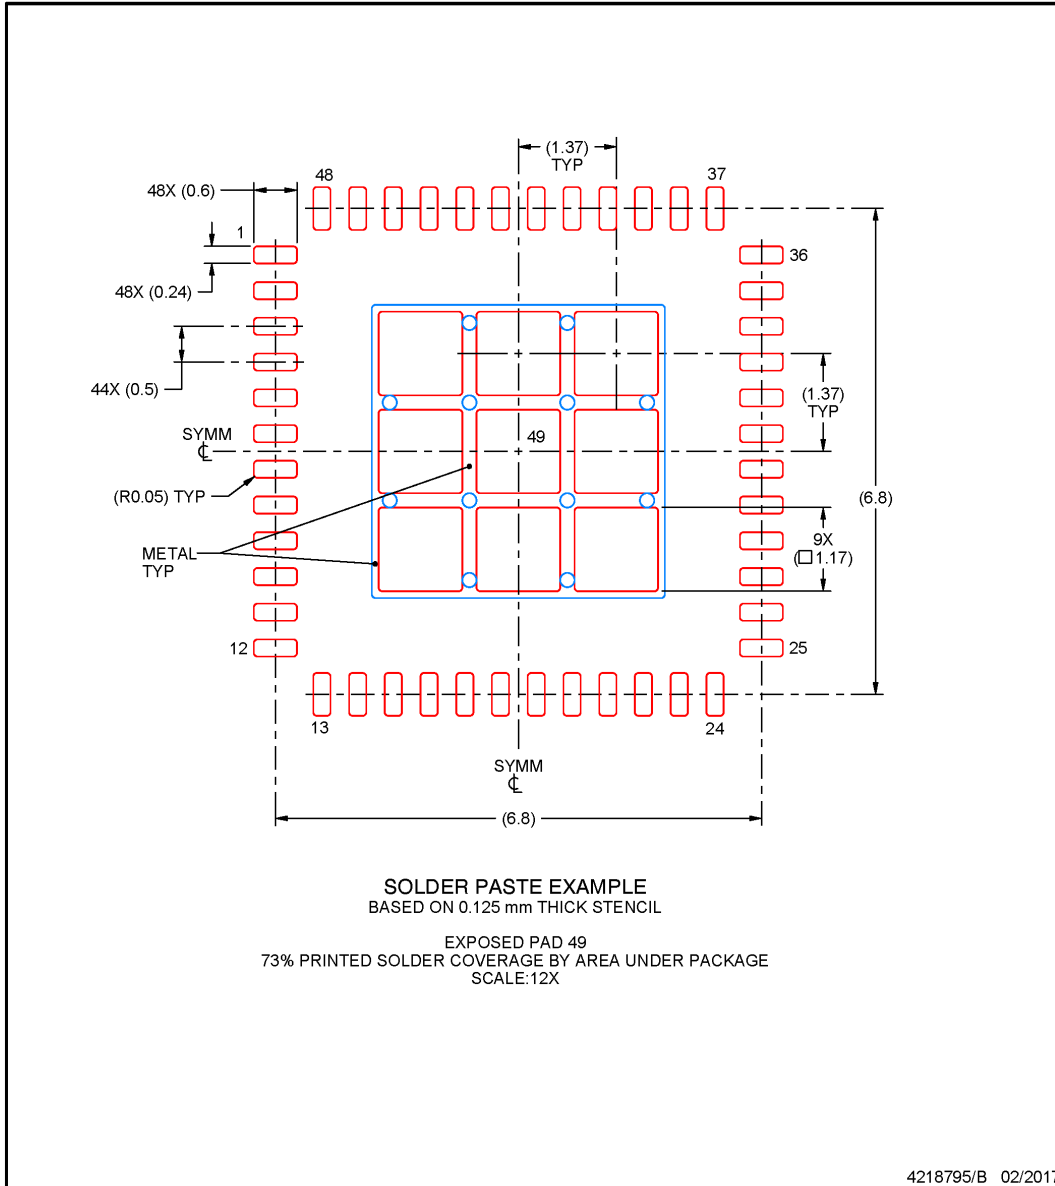 (1.37)
TYP
48
37
48X (0.6)
1
36
48X (0.24)
44X (0.5)
(1.37)
TYP
SYMM
49
(R0.05) TYP
(6.8)
METAL
TYP
9X
(□1.17)
12
25
13
24
SYMM
(6.8)
SOLDER PASTE EXAMPLE
BASED ON 0.125 mm THICK STENCIL
EXPOSED PAD 49
73% PRINTED SOLDER COVERAGE BY AREA UNDER PACKAGE
SCALE:12X
4218795/B 02/2017